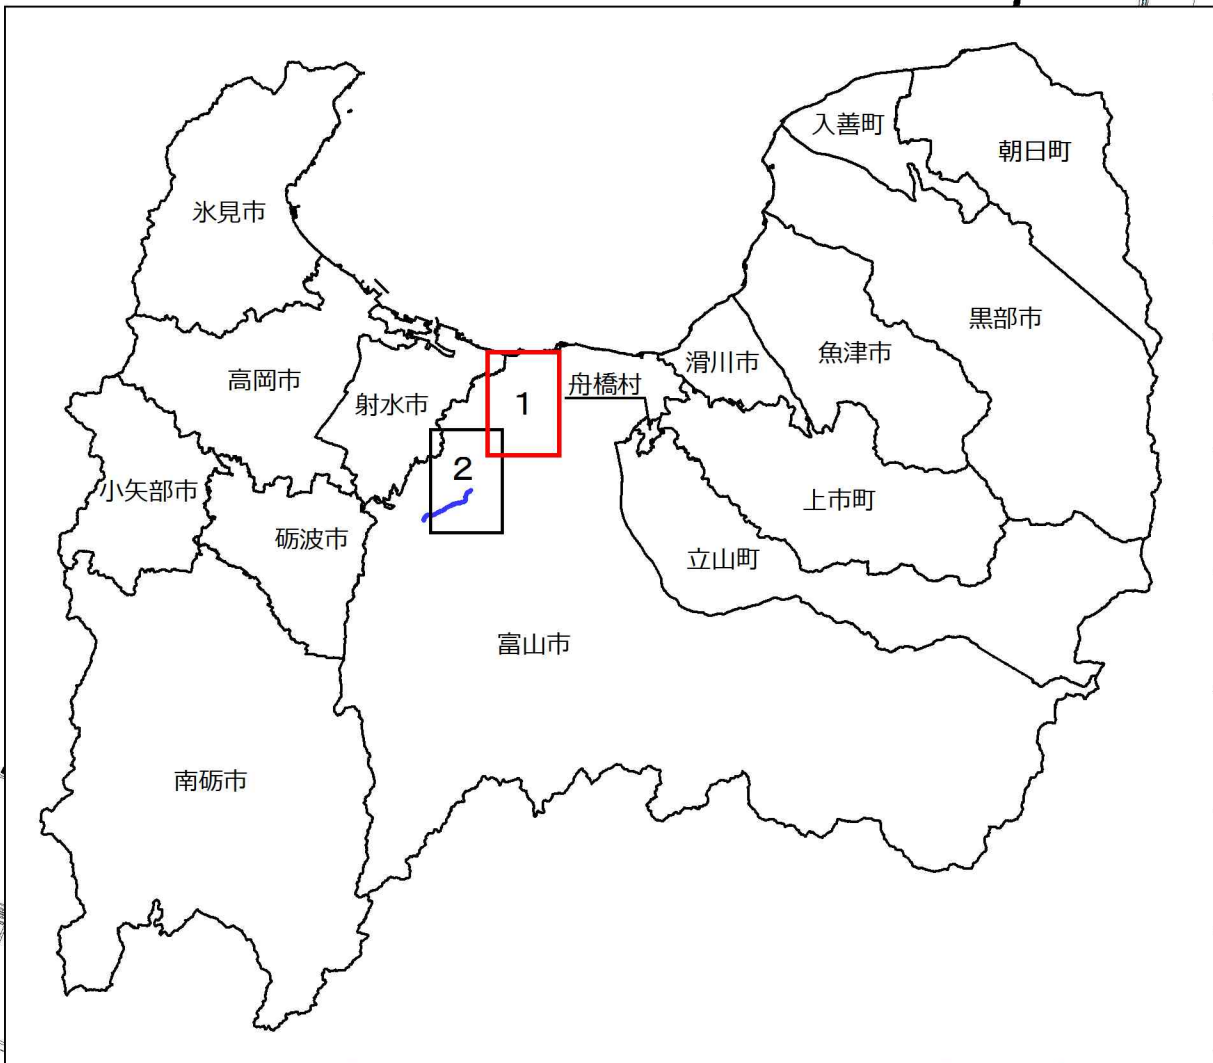 入善町
朝日町
氷見市
黒部市
魚津市
滑川市
高岡市
舟橋村
射水市
1
2
小矢部市
上市町
砺波市
立山町
富山市
南砺市